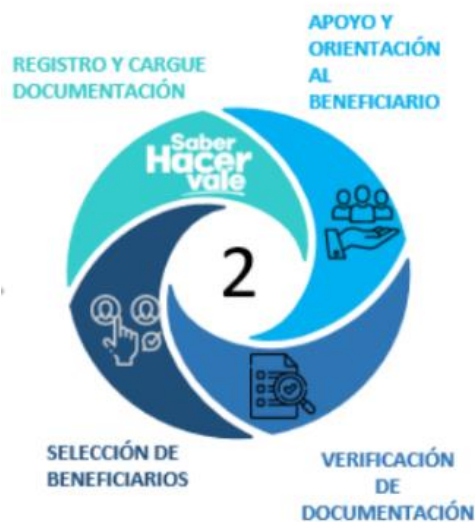 REGISTRO Y CARGUE
DOCUMENTACIÓN
APOYO Y
ORIENTACIÓN
AL
BENEFICIARIO
Saber
Hacer
vale
2
SELECCIÓN DE
BENEFICIARIOS
VERIFICACIÓN
DE
DOCUMENTACIÓN